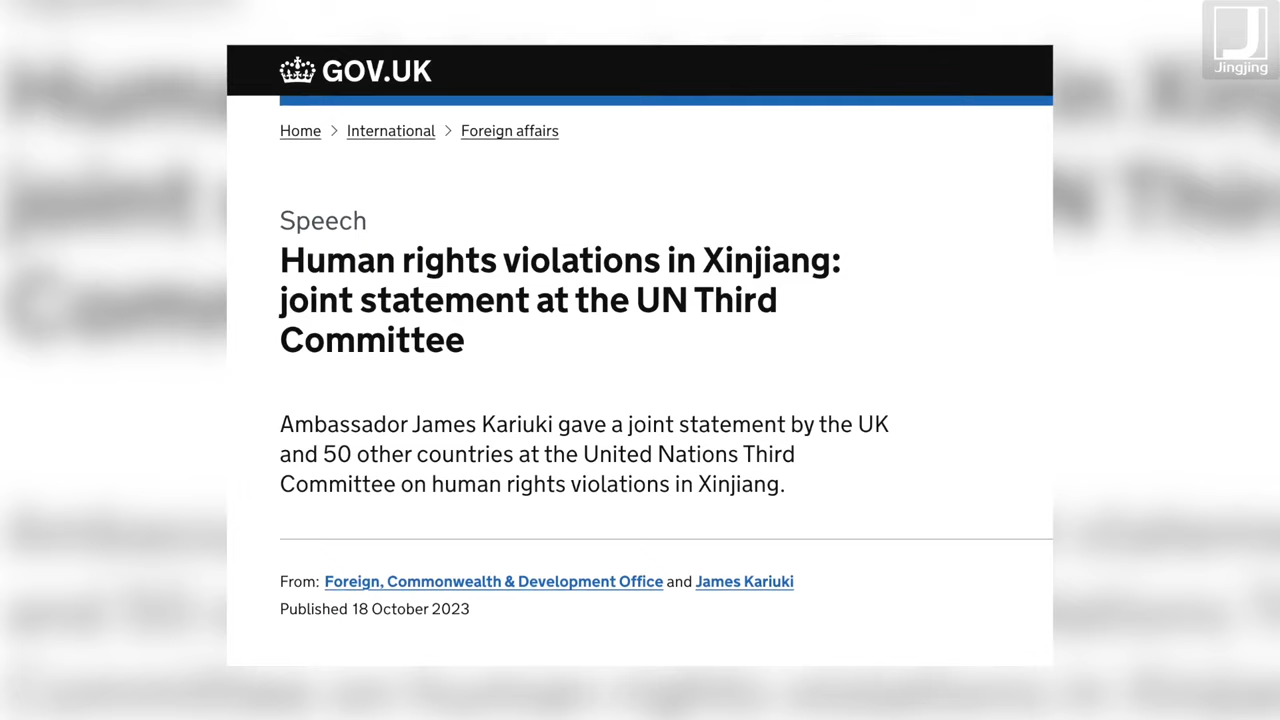 Jingjing
GOV.UK
Home > International > Foreign affairs
Speech
Human rights violations in Xinjiang:
joint statement at the UN Third
Committee
Ambassador James Kariuki gave a joint statement by the UK
and 50 other countries at the United Nations Third
Committee on human rights violations in Xinjiang.
From: Foreign, Commonwealth & Development Office and James Kariuki
Published 18 October 2023